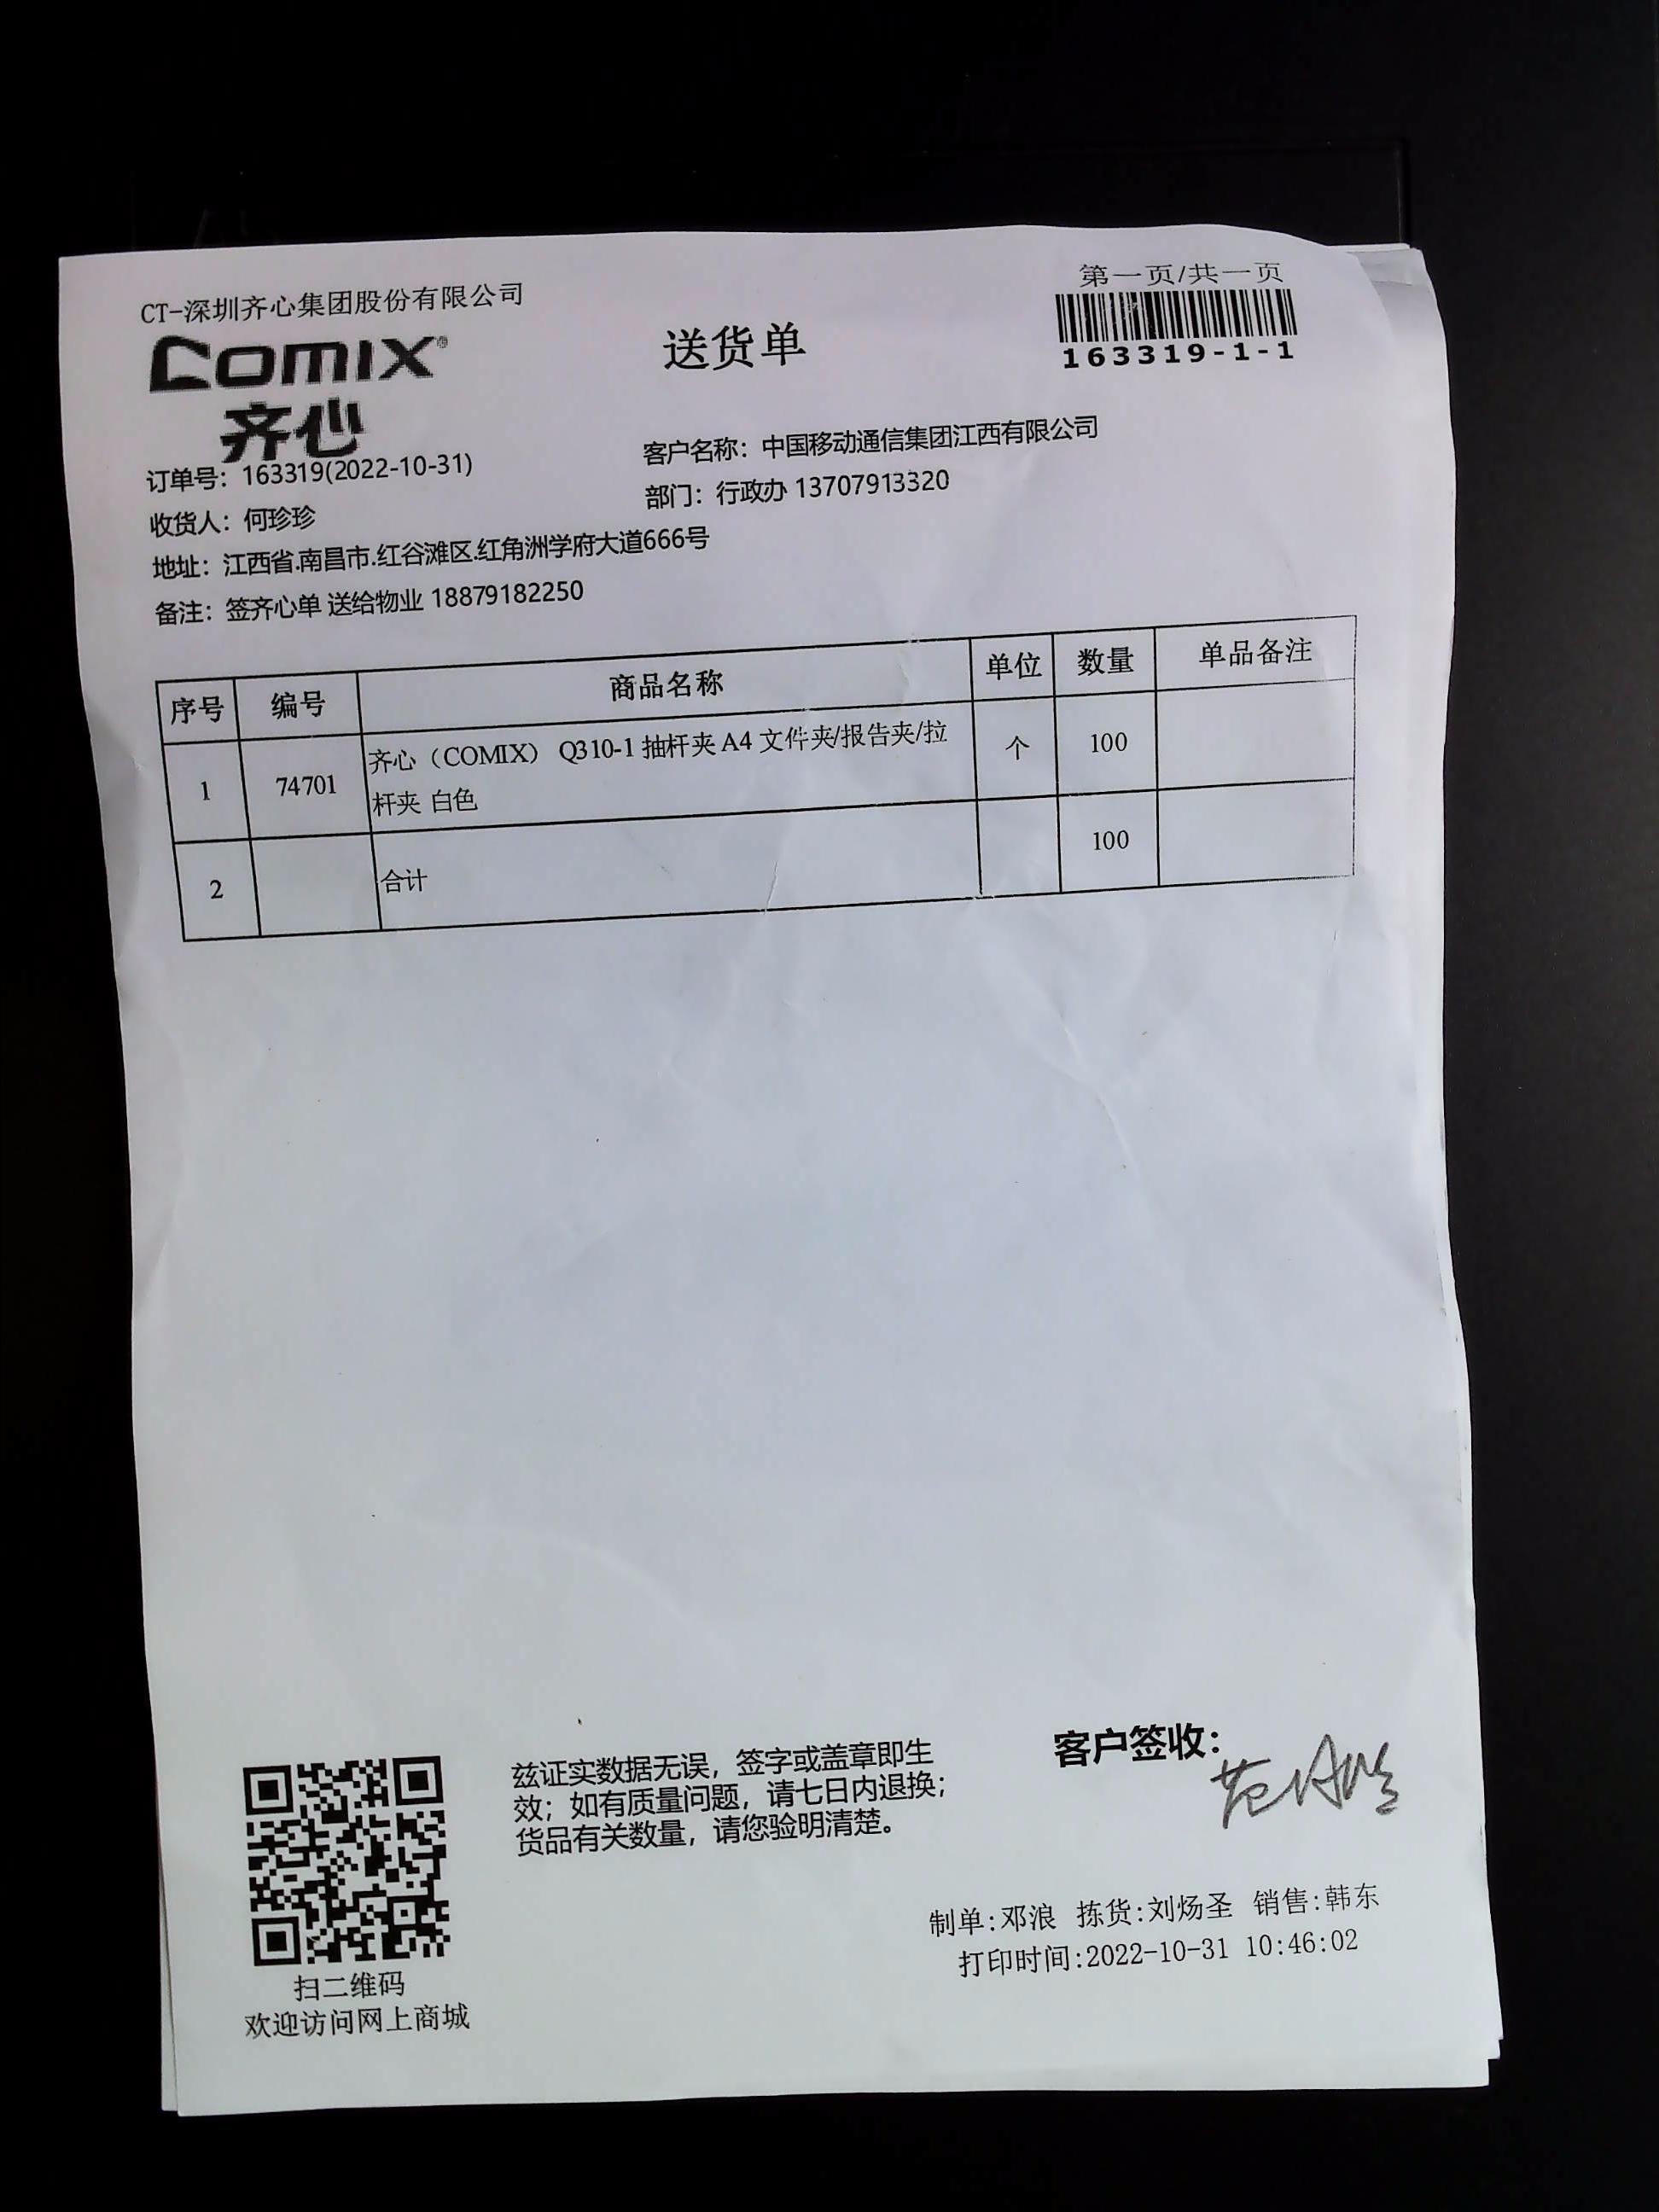 CT-深圳齐心集团股份有限公司
第一页/共一页
COMIX®
齐心
送货单
163319-1-1
订单号：163319(2022-10-31)
客户名称：中国移动通信集团江西有限公司
收货人：何珍珍
部门：行政办 13707913320
地址：江西省.南昌市.红谷滩区.红角洲学府大道666号
备注：签齐心单 送给物业 18879182250
序号 编号 商品名称 单位 数量 单品备注
1 74701 齐心（COMIX） Q310-1 抽杆夹 A4 文件夹/报告夹/拉 个 100
杆夹 白色
2 合计 100
兹证实数据无误，签字或盖章即生
效；如有质量问题，请七日内退换；
货品有关数量，请您验明清楚。
客户签收：
制单:邓浪 拣货:刘炀圣 销售:韩东
打印时间:2022-10-31 10:46:02
扫二维码
欢迎访问网上商城